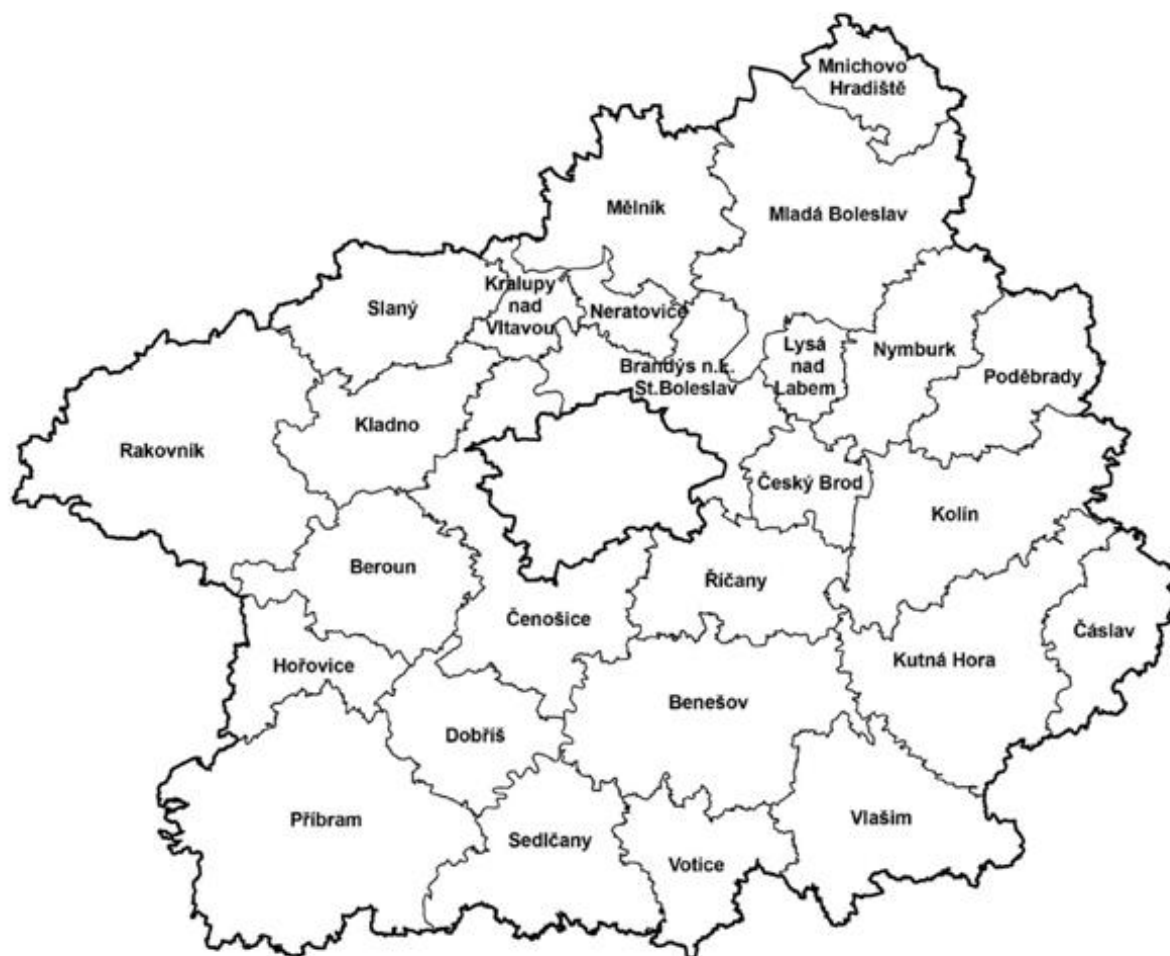 Mnichovo
Hradiště
Mělník
Mladá Boleslav
Slaný
Kralupy
nad
Vltavou
Neratovice
Lysá
nad
Labem
Nymburk
Poděbrady
Brandýs n.L.
St.Boleslav
Rakovník
Kladno
Český Brod
Kolín
Beroun
Říčany
Čenošice
Čáslav
Hořovice
Kutná Hora
Benešov
Dobříš
Příbram
Sedlčany
Vlašim
Votice